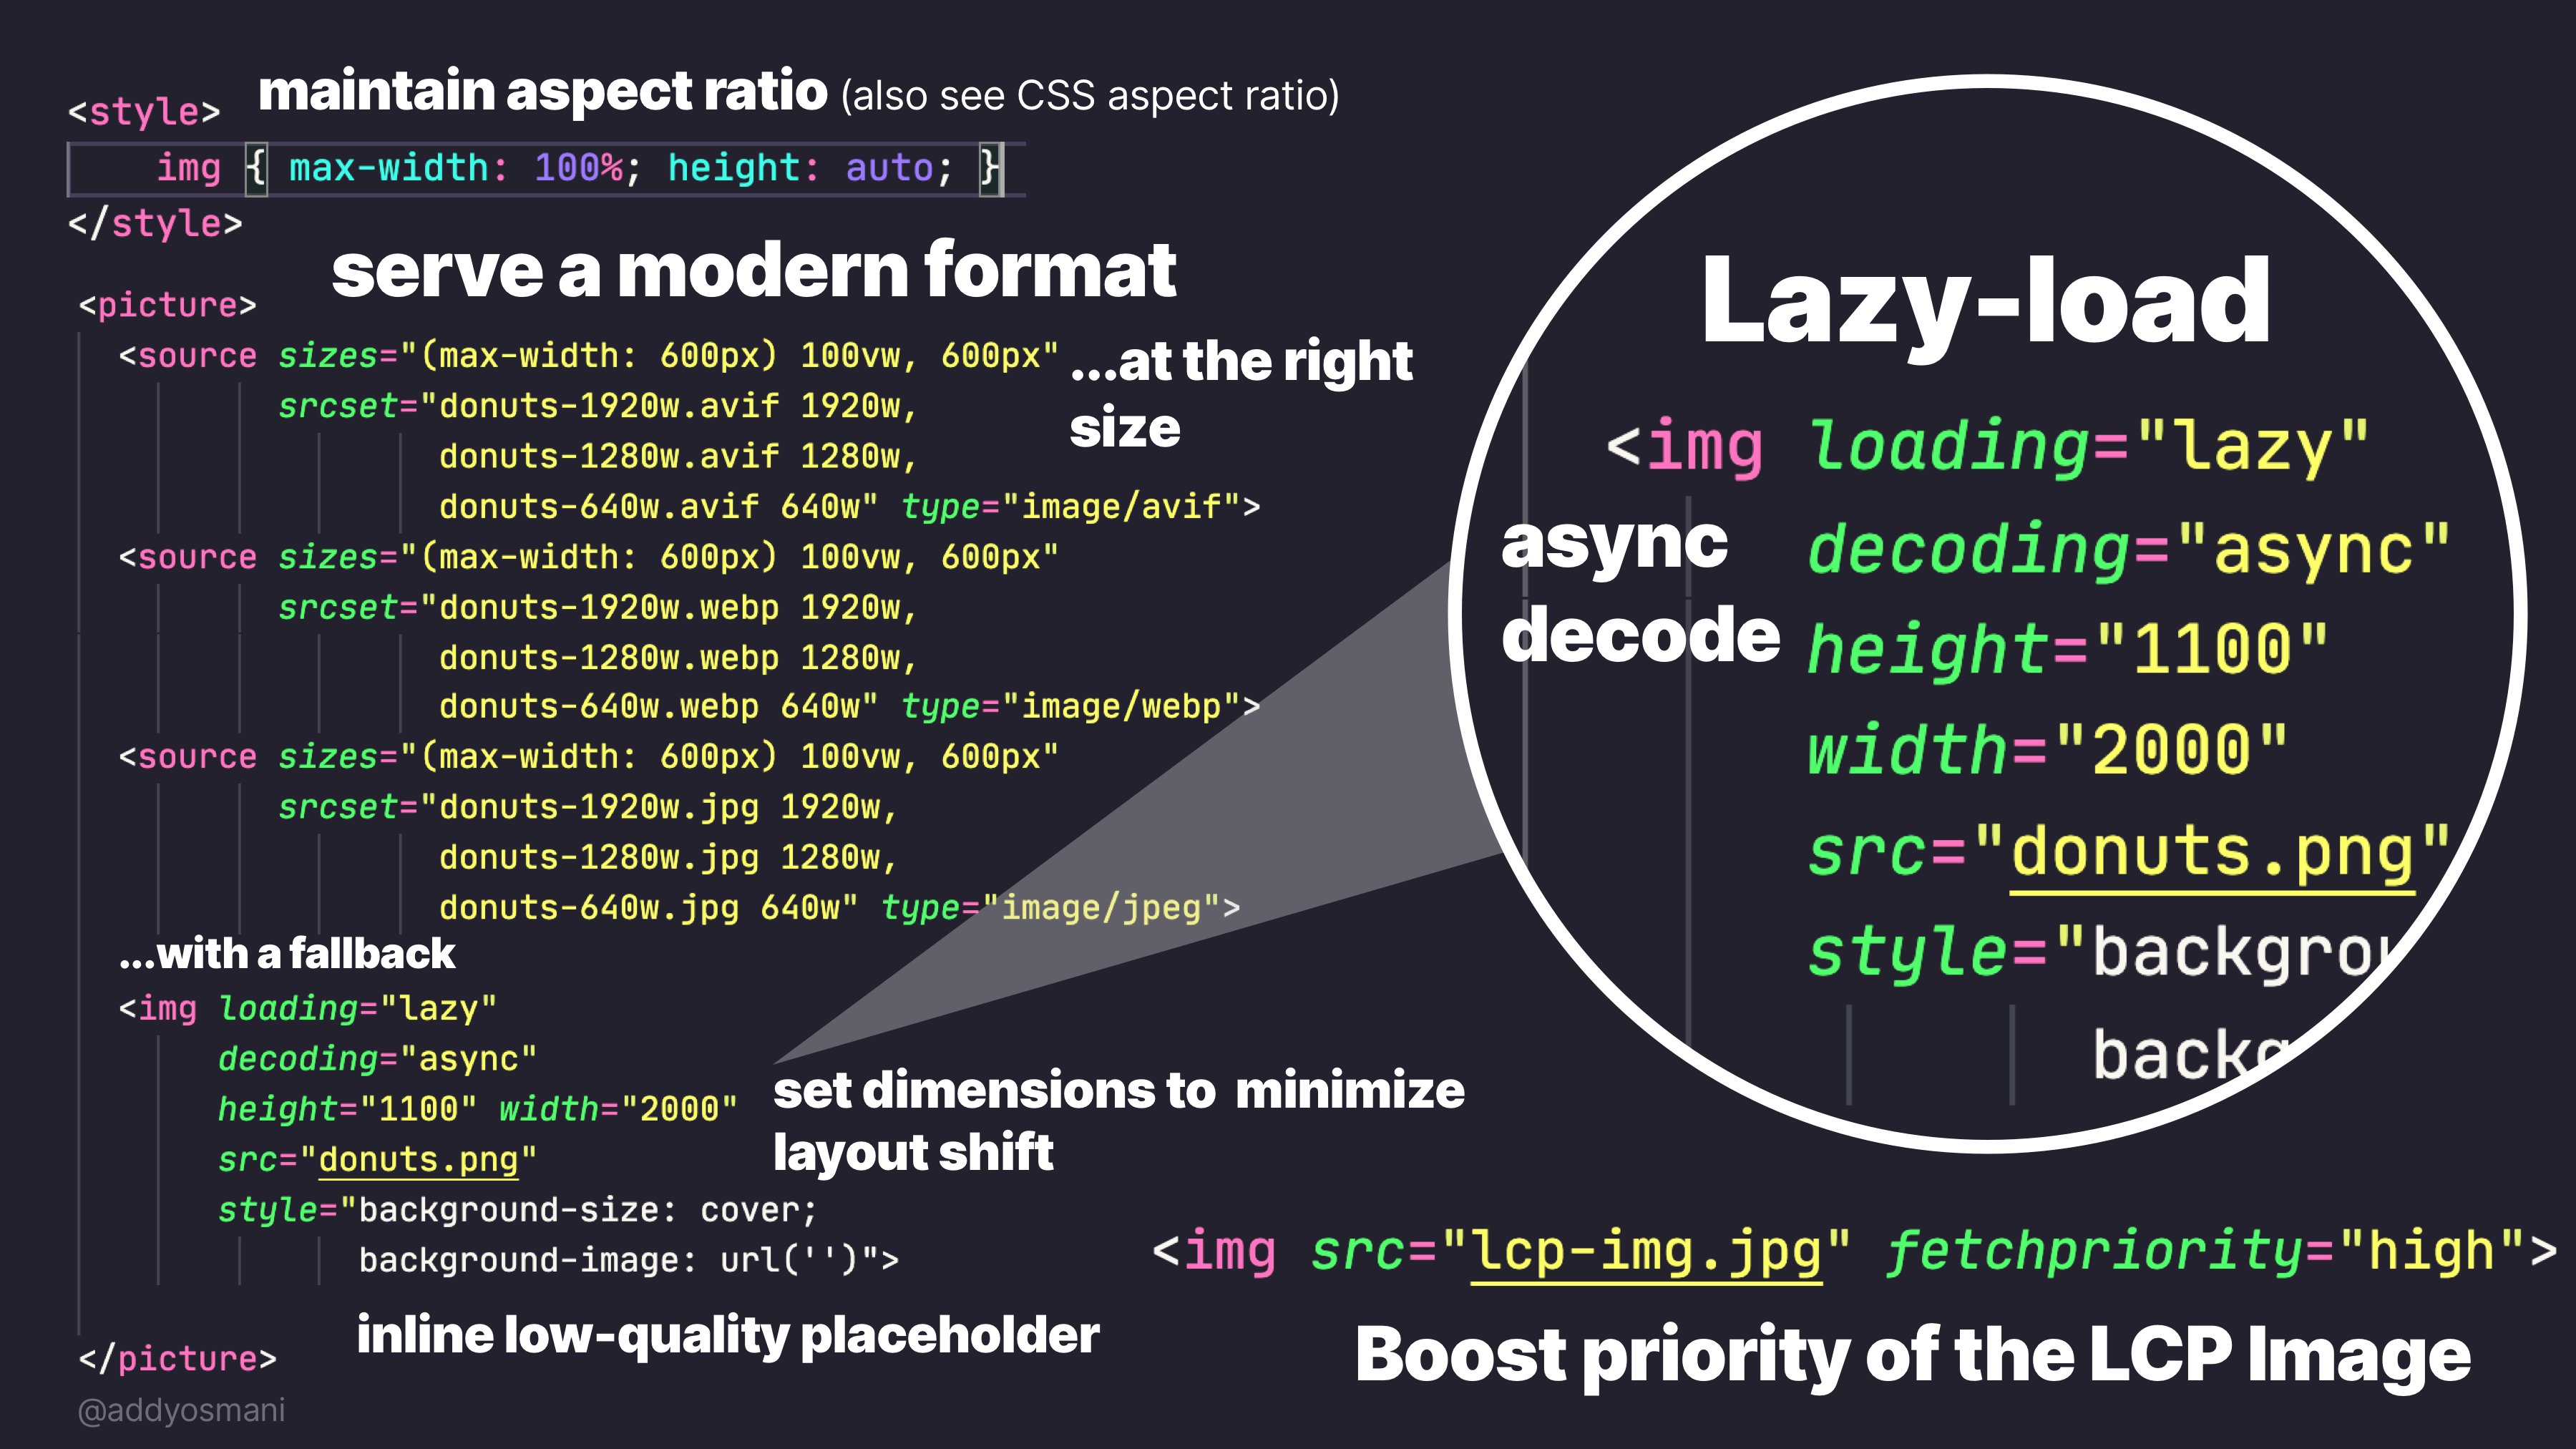 maintain aspect ratio (also see CSS aspect ratio)
<style>
img { max-width: 100%; height: auto; }
</style>
serve a modern format
<picture>
<source sizes="(max-width: 600px) 100vw, 600px"
...at the right
size
srcset="donuts-1920w.avif 1920w,
donuts-1280w.avif 1280w,
donuts-640w.avif 640w" type="image/avif">
<source sizes="(max-width: 600px) 100vw, 600px"
srcset="donuts-1920w.webp 1920w,
donuts-1280w.webp 1280w,
donuts-640w.webp 640w" type="image/webp">
<source sizes="(max-width: 600px) 100vw, 600px"
srcset="donuts-1920w.jpg 1920w,
donuts-1280w.jpg 1280w,
donuts-640w.jpg 640w" type="image/jpeg">
...with a fallback
<img loading="lazy"
decoding="async"
height="1100" width="2000"
set dimensions to minimize
layout shift
src="donuts.png"
style="background-size: cover;
background-image: url('')">
inline low-quality placeholder
</picture>
@addyosmani
Lazy-load
<img loading="lazy"
async
decode
decoding="async"
height="1100"
width="2000"
src="donuts.png"
style="backgrou
backg
<img src="lcp-img.jpg" fetchpriority="high">
Boost priority of the LCP Image